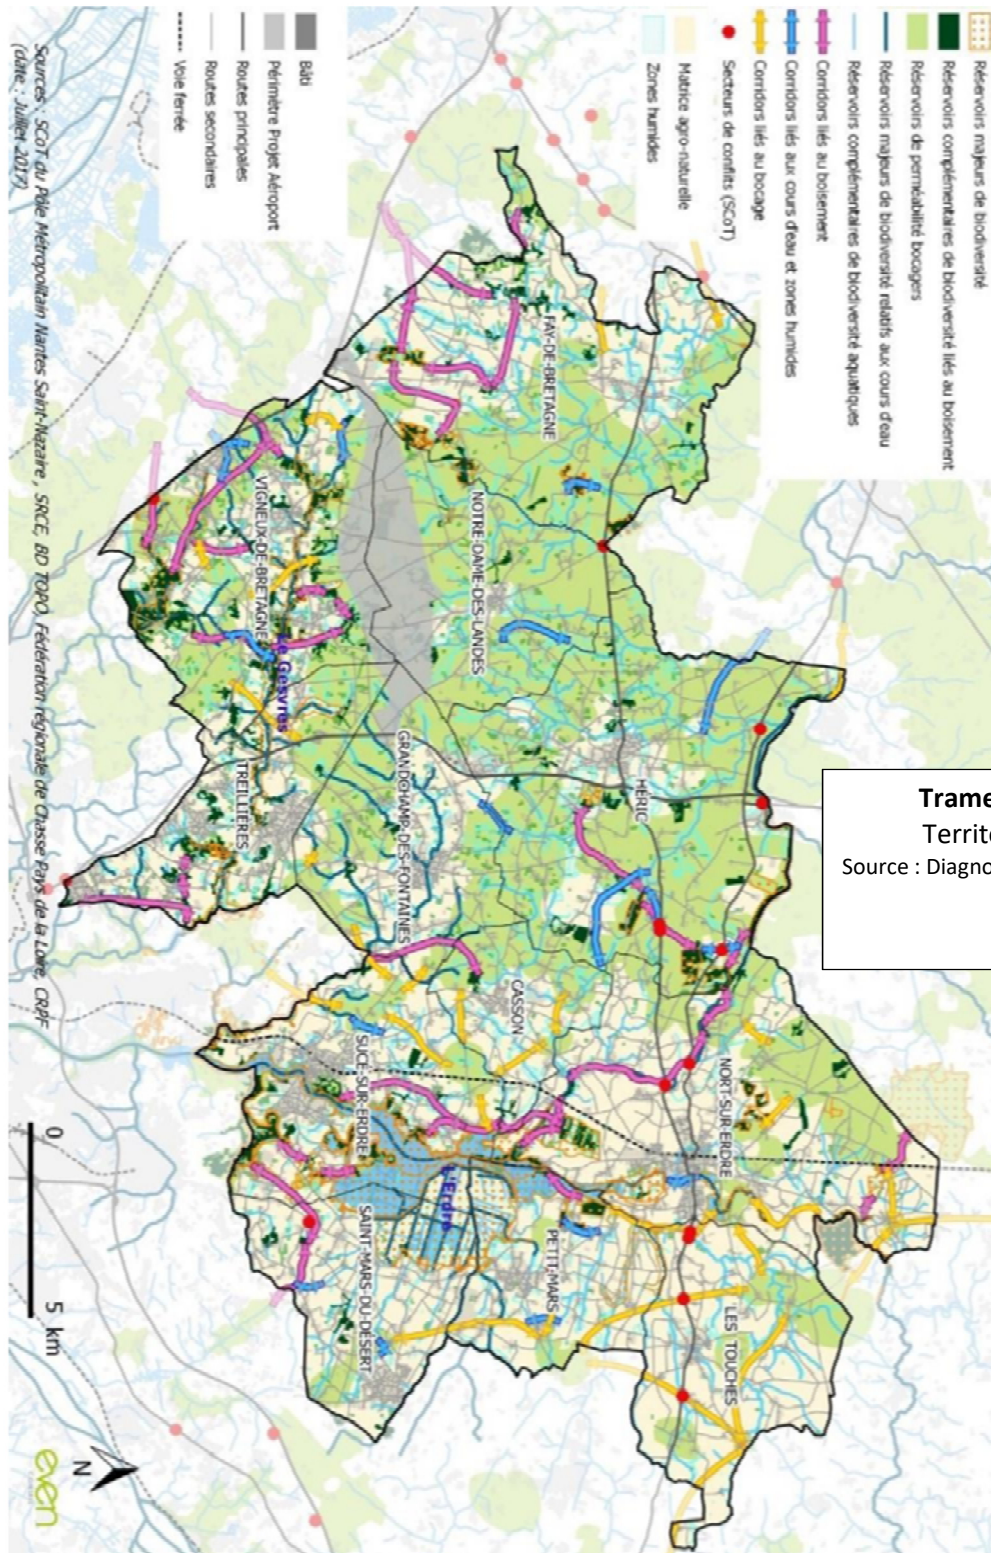 Réservoirs majeurs de biodiversité
Réservoirs complémentaires de biodiversité liés au boisement
Réservoirs de perméabilité bocagers
Réservoirs majeurs de biodiversité relatifs aux cours d'eau
Réservoirs complémentaires de biodiversité aquatiques
Corridors liés au boisement
Corridors liés aux cours d'eau et zones humides
Corridors liés au bocage
Secteurs de conflits (SCoT)
Matrice agro-naturelle
Zones humides
Bâti
Périmètre Projet Aéroport
Routes principales
Routes secondaires
Voie ferrée
FAY-DE-BRETAGNE
NOTRE-DAME-DES-LANDES
VIGNEUX-DE-BRETAGNE
Le Gesvres
TREILLIÈRES
GRANDCHAMP-DES-FONTAINES
HÉRIC
CASSON
NORT-SUR-ERDRE
SUCÉ-SUR-ERDRE
L'Erdre
SAINT-MARS-DU-DESERT
PETIT-MARS
LES TOUCHES
Trame
Territo
Source : Diagno
Sources : SCoT du Pôle Métropolitain Nantes Saint-Nazaire, SRCE, BD TOPO, Fédération régionale de Chasse Pays de la Loire, CRPF
(date : Juillet 2017)
0 5 km
N
even